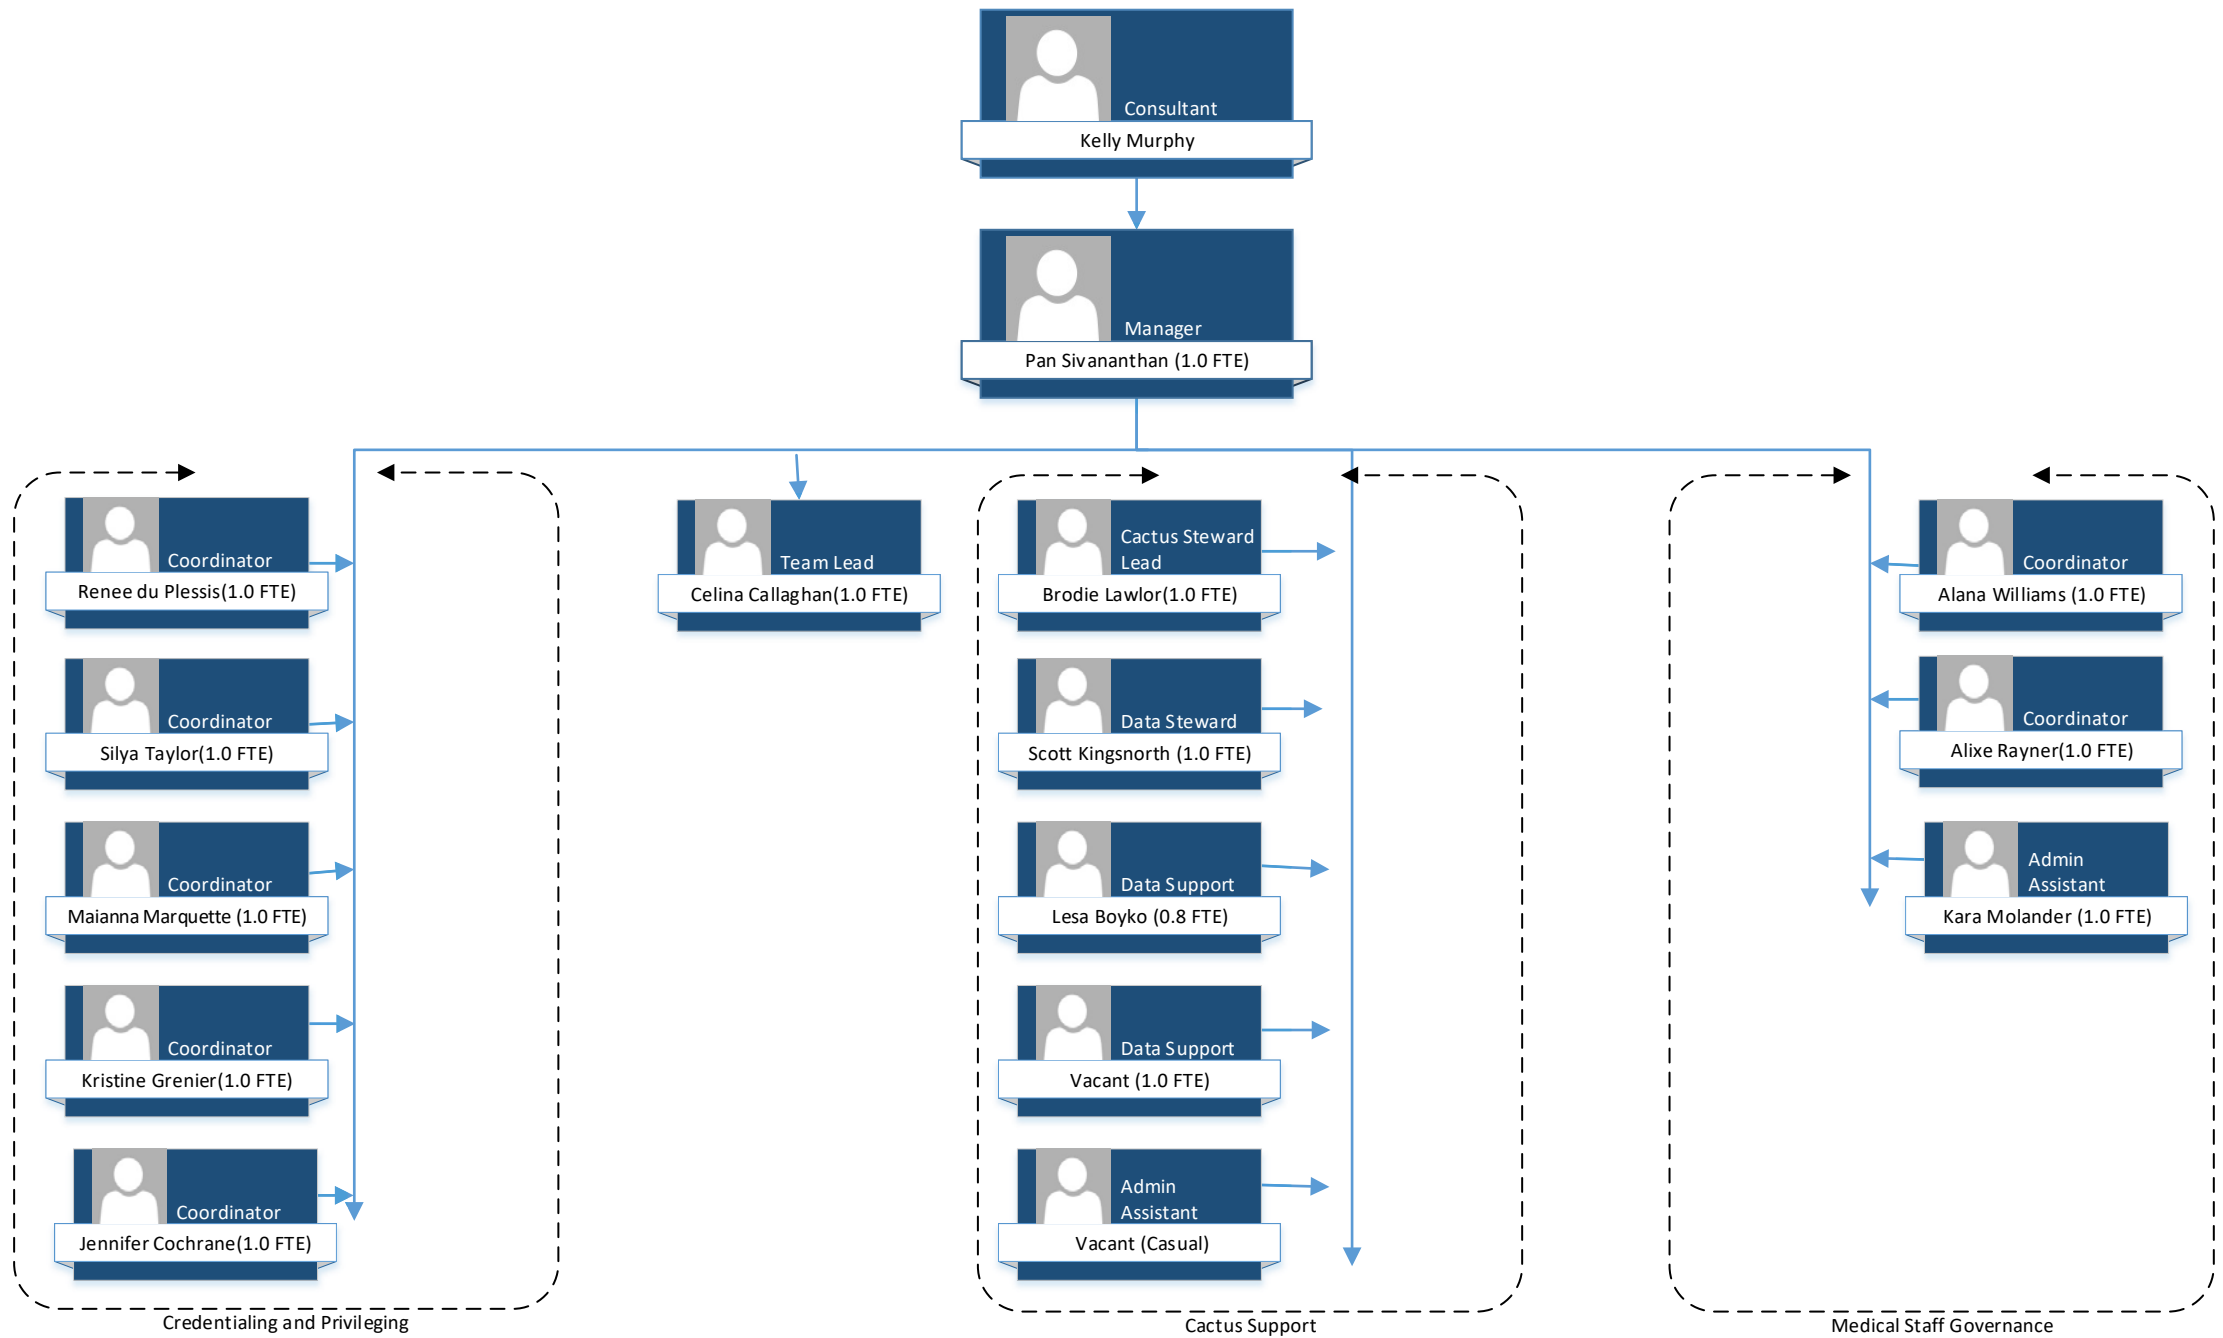 Consultant
Kelly Murphy
Manager
Pan Sivananthan (1.0 FTE)
Coordinator
Renee du Plessis(1.0 FTE)
Coordinator
Silya Taylor(1.0 FTE)
Coordinator
Maianna Marquette (1.0 FTE)
Coordinator
Kristine Grenier(1.0 FTE)
Coordinator
Jennifer Cochrane(1.0 FTE)
Credentialing and Privileging
Team Lead
Celina Callaghan(1.0 FTE)
Cactus Steward
Lead
Brodie Lawlor(1.0 FTE)
Data Steward
Scott Kingsnorth (1.0 FTE)
Data Support
Lesa Boyko (0.8 FTE)
Data Support
Vacant (1.0 FTE)
Admin
Assistant
Vacant (Casual)
Cactus Support
Coordinator
Alana Williams (1.0 FTE)
Coordinator
Alixe Rayner(1.0 FTE)
Admin
Assistant
Kara Molander (1.0 FTE)
Medical Staff Governance